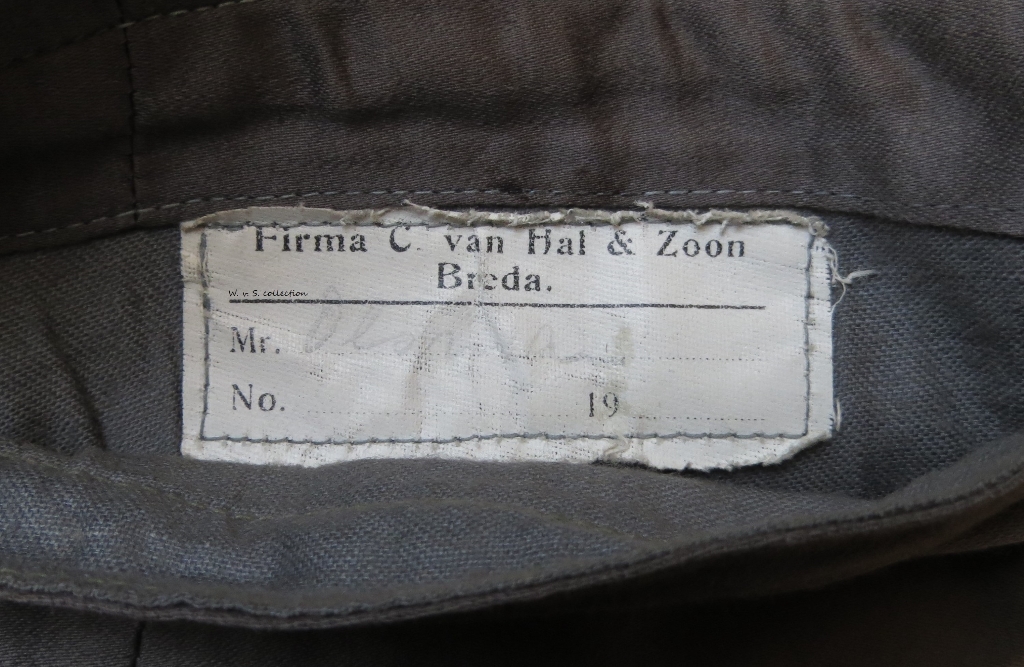 Firma C. van Hal & Zoon
Breda.
W. v. S. collection
Mr.
No. 19